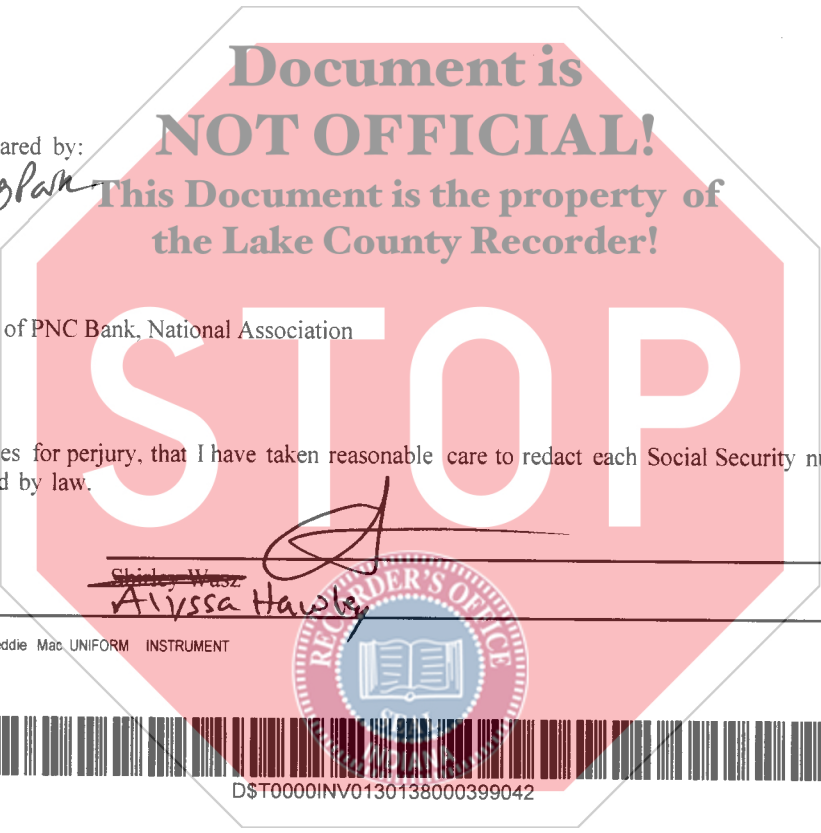 Document is
NOT OFFICIAL!
ared by:
This Document is the property of
the Lake County Recorder!
of PNC Bank, National Association
STOP
es for perjury, that I have taken reasonable care to redact each Social Security nu
d by law.
Shirley Wasz
Alyssa Hawley
eddie Mac UNIFORM INSTRUMENT
RECORDER'S OFFICE
SEAL
INDIANA
D$T0000INV0130138000399042